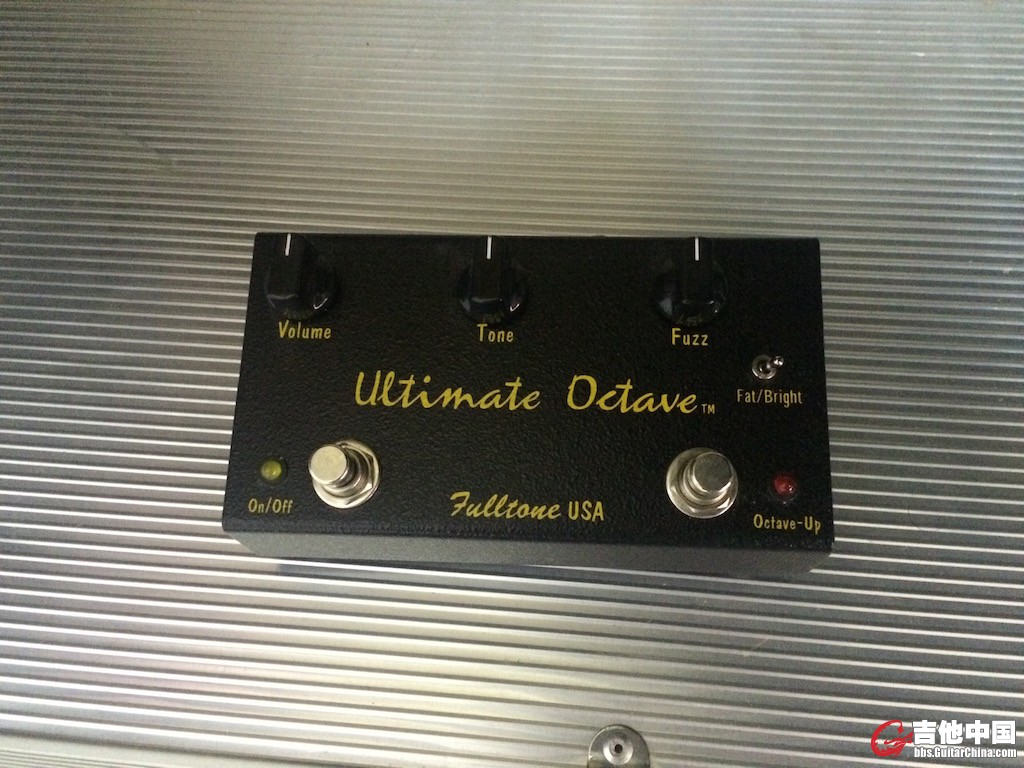 Volume
Tone
Fuzz
Ultimate Octave™
Fat/Bright
On/Off
Fulltone USA
Octave-Up
吉他中国
bbs.GuitarChina.com